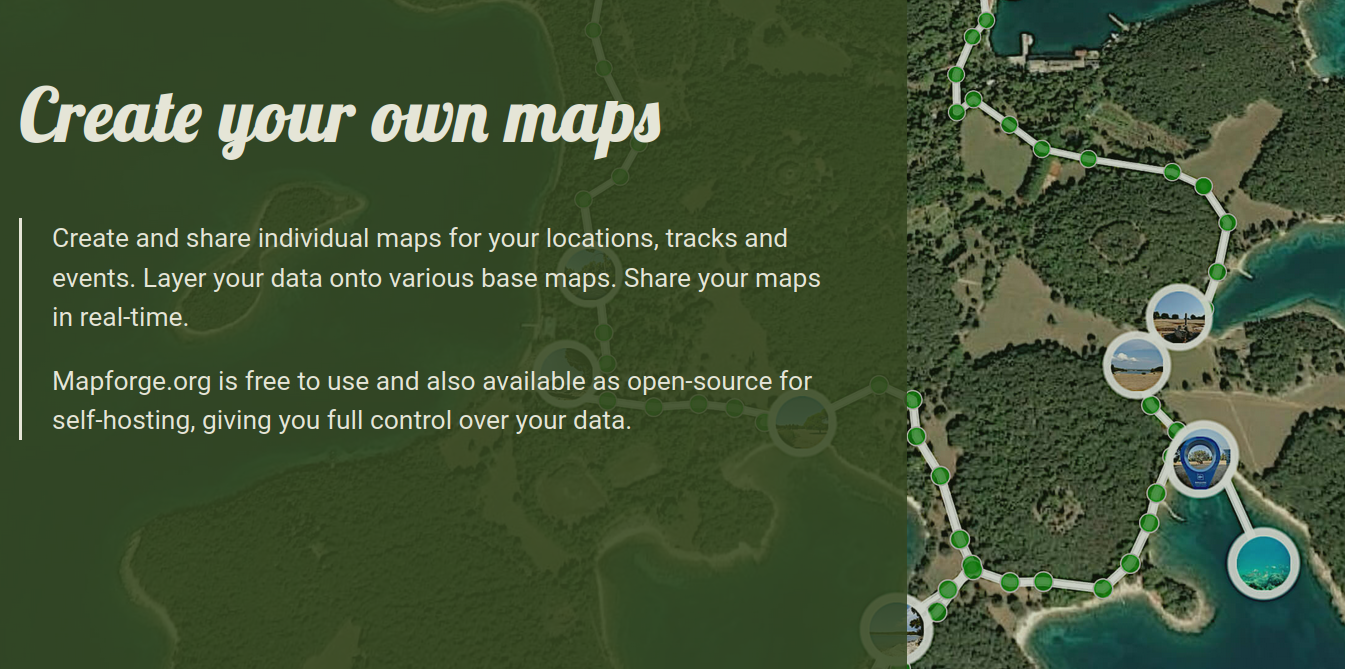 Create your own maps
Create and share individual maps for your locations, tracks and
events. Layer your data onto various base maps. Share your maps
in real-time.
Mapforge.org is free to use and also available as open-source for
self-hosting, giving you full control over your data.